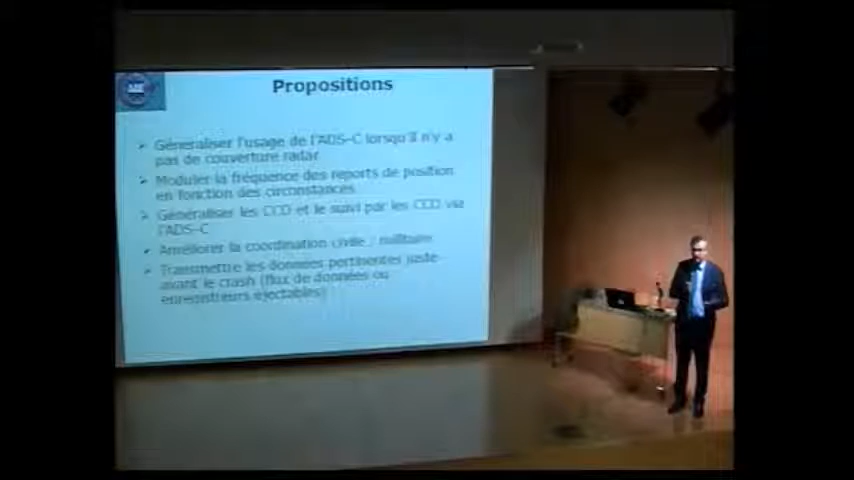 Propositions
Généraliser l'usage de l'ADS-C lorsqu'il n'y a
pas de couverture radar
Moduler la fréquence des reports de position
en fonction des circonstances
Généraliser les CCO et le suivi par les CCO via
l'ADS-C
Améliorer la coordination civile / militaire
Transmettre les données pertinentes juste
avant le crash (flux de données ou
enregistreurs éjectables)